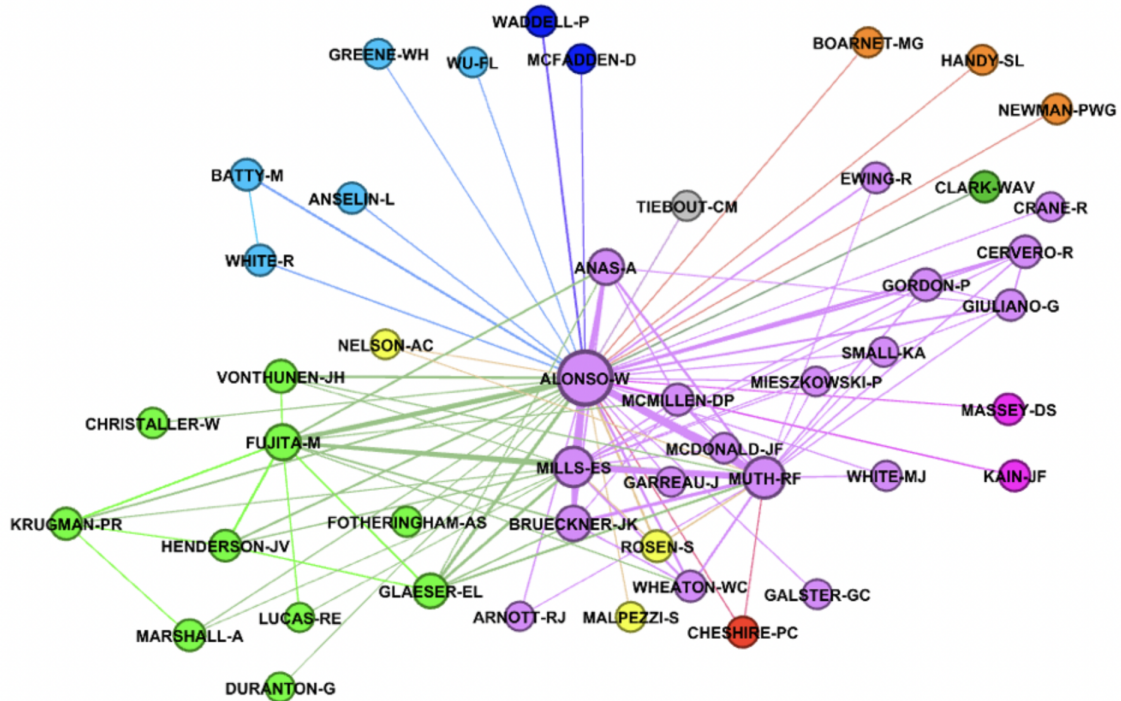 WADDELL-P
BOARNET-MG
GREENE-WH
WU-FL
MCFADDEN-D
HANDY-SL
NEWMAN-PWG
BATTY-M
EWING-R
CLARK-WAV
ANSELIN-L
TIEBOUT-CM
CRANE-R
WHITE-R
ANAS-A
CERVERO-R
GORDON-P
GIULIANO-G
NELSON-AC
SMALL-KA
VONTHUNEN-JH
ALONSO-W
MIESZKOWSKI-P
MCMILLEN-DP
MASSEY-DS
CHRISTALLER-W
FUJITA-M
MCDONALD-JF
MILLS-ES
GARREAU-J
MUTH-RF
WHITE-MJ
KAIN-JF
KRUGMAN-PR
FOTHERINGHAM-AS
BRUECKNER-JK
HENDERSON-JV
ROSEN-S
GLAESER-EL
WHEATON-WC
GALSTER-GC
LUCAS-RE
ARNOTT-RJ
MALPEZZI-S
MARSHALL-A
CHESHIRE-PC
DURANTON-G